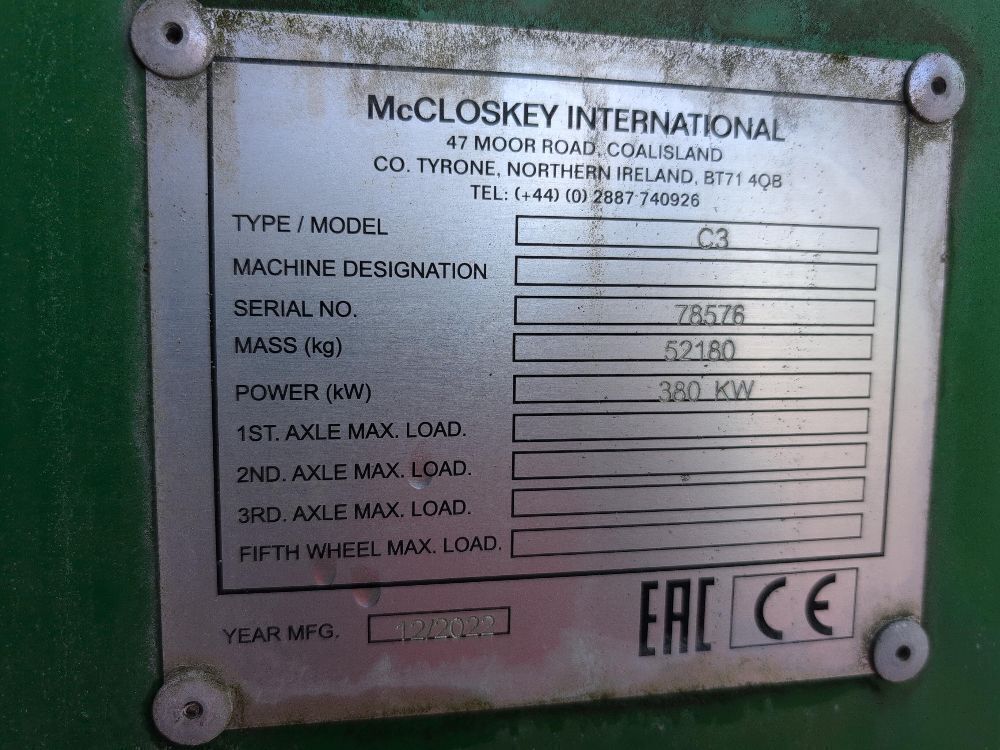 McCLOSKEY INTERNATIONAL
47 MOOR ROAD, COALISLAND
CO. TYRONE, NORTHERN IRELAND, BT71 4QB
TEL: (+44) (0) 2887 740926
TYPE / MODEL C3
MACHINE DESIGNATION
SERIAL NO. 78576
MASS (kg) 52180
POWER (kW) 380 KW
1ST. AXLE MAX. LOAD.
2ND. AXLE MAX. LOAD.
3RD. AXLE MAX. LOAD.
FIFTH WHEEL MAX. LOAD.
YEAR MFG. 12/2022
EAC CE